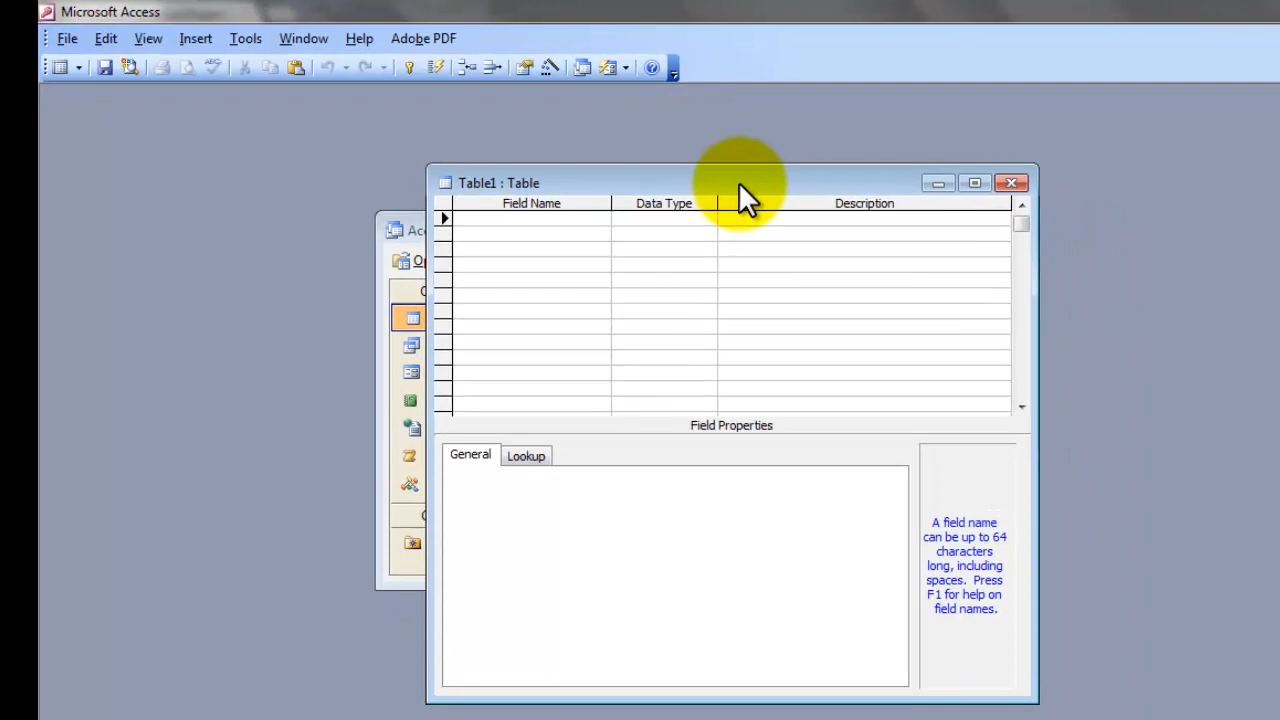 Microsoft Access
File Edit View Insert Tools Window Help Adobe PDF
Table1 : Table
Field Name Data Type Description
Field Properties
General Lookup
A field name
can be up to 64
characters
long, including
spaces. Press
F1 for help on
field names.